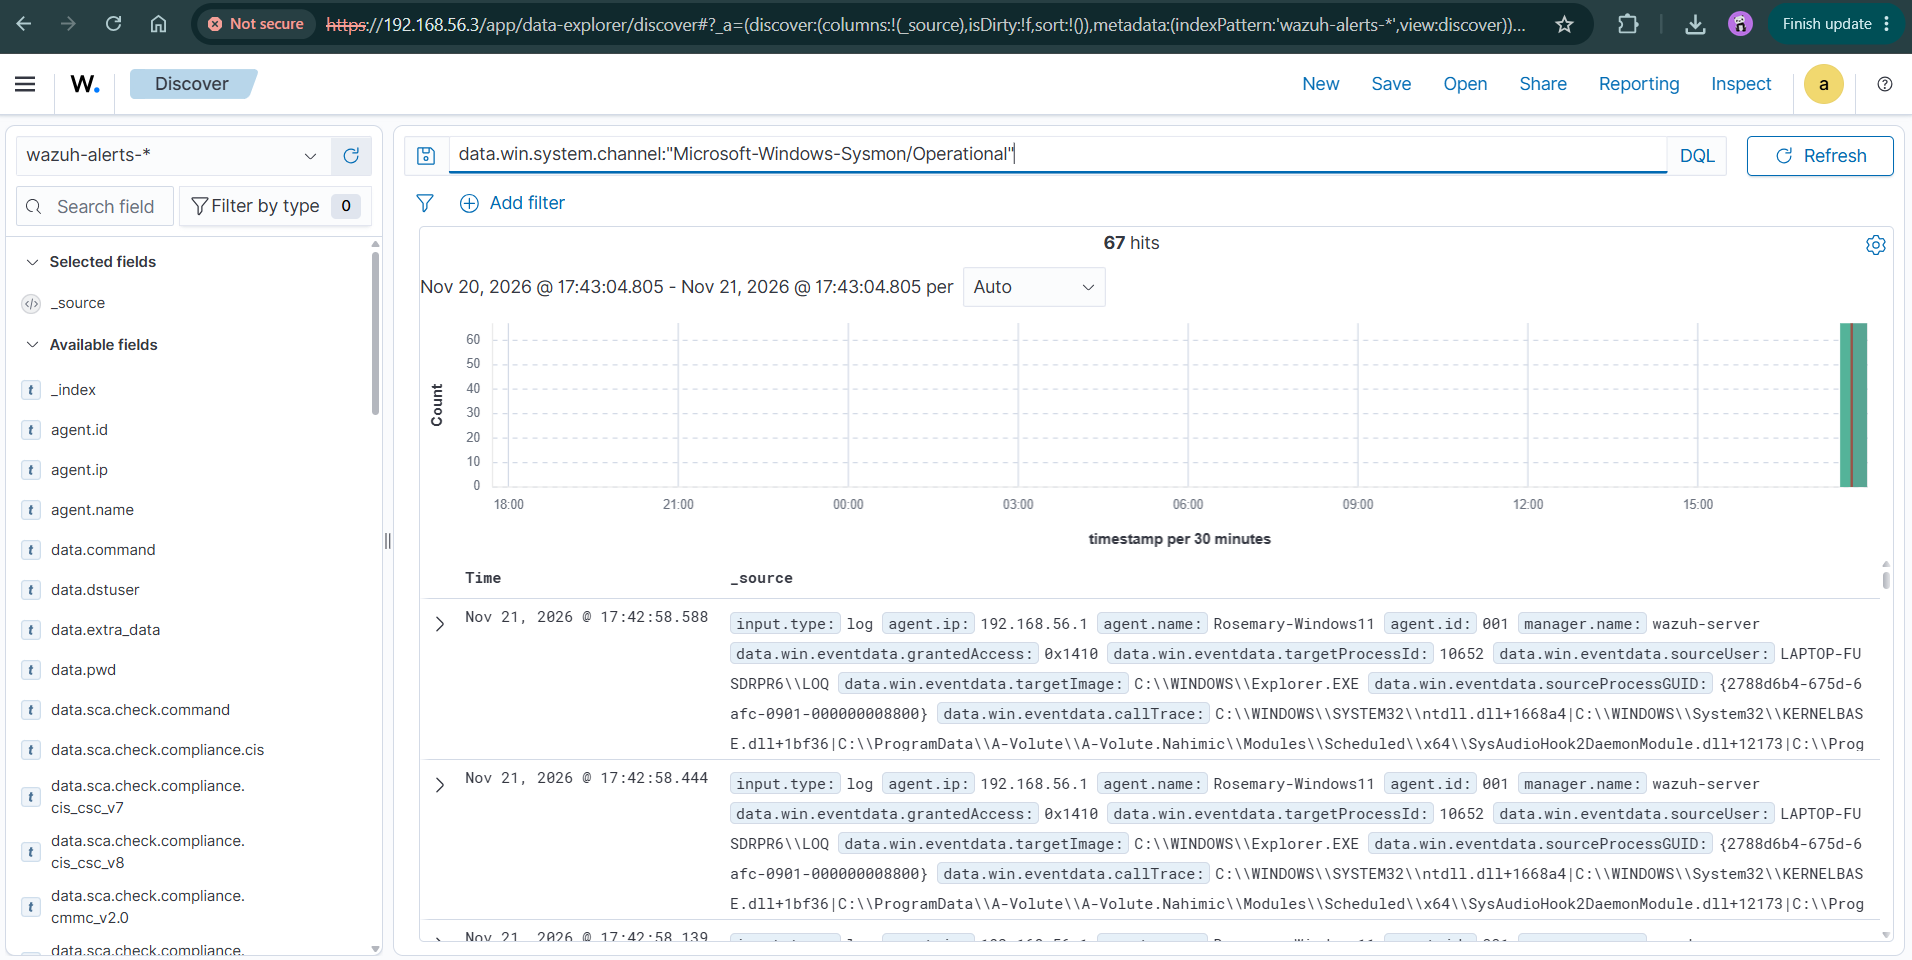 Not secure https://192.168.56.3/app/data-explorer/discover#?_a=(discover:(columns:!(_source),isDirty:!f,sort:!()),metadata:(indexPattern:'wazuh-alerts-*',view:discover))... Finish update
W. Discover New Save Open Share Reporting Inspect a
wazuh-alerts-*
data.win.system.channel:"Microsoft-Windows-Sysmon/Operational" DQL Refresh
Search field Filter by type 0
Add filter
Selected fields
_source
Available fields
_index
agent.id
agent.ip
agent.name
data.command
data.dstuser
data.extra_data
data.pwd
data.sca.check.command
data.sca.check.compliance.cis
data.sca.check.compliance.
cis_csc_v7
data.sca.check.compliance.
cis_csc_v8
data.sca.check.compliance.
cmmc_v2.0
data.sca.check.compliance.
67 hits
Nov 20, 2026 @ 17:43:04.805 - Nov 21, 2026 @ 17:43:04.805 per Auto
Count
60
50
40
30
20
10
0
18:00 21:00 00:00 03:00 06:00 09:00 12:00 15:00
timestamp per 30 minutes
Time _source
Nov 21, 2026 @ 17:42:58.588 input.type: log agent.ip: 192.168.56.1 agent.name: Rosemary-Windows11 agent.id: 001 manager.name: wazuh-server
data.win.eventdata.grantedAccess: 0x1410 data.win.eventdata.targetProcessId: 10652 data.win.eventdata.sourceUser: LAPTOP-FU
SDRPR6\\LOQ data.win.eventdata.targetImage: C:\\WINDOWS\\Explorer.EXE data.win.eventdata.sourceProcessGUID: {2788d6b4-675d-6
afc-0901-000000008800} data.win.eventdata.callTrace: C:\\WINDOWS\\SYSTEM32\\ntdll.dll+1668a4|C:\\WINDOWS\\System32\\KERNELBAS
E.dll+1bf36|C:\\ProgramData\\A-Volute\\A-Volute.Nahimic\\Modules\\Scheduled\\x64\\SysAudioHook2DaemonModule.dll+12173|C:\\Prog
Nov 21, 2026 @ 17:42:58.444 input.type: log agent.ip: 192.168.56.1 agent.name: Rosemary-Windows11 agent.id: 001 manager.name: wazuh-server
data.win.eventdata.grantedAccess: 0x1410 data.win.eventdata.targetProcessId: 10652 data.win.eventdata.sourceUser: LAPTOP-FU
SDRPR6\\LOQ data.win.eventdata.targetImage: C:\\WINDOWS\\Explorer.EXE data.win.eventdata.sourceProcessGUID: {2788d6b4-675d-6
afc-0901-000000008800} data.win.eventdata.callTrace: C:\\WINDOWS\\SYSTEM32\\ntdll.dll+1668a4|C:\\WINDOWS\\System32\\KERNELBAS
E.dll+1bf36|C:\\ProgramData\\A-Volute\\A-Volute.Nahimic\\Modules\\Scheduled\\x64\\SysAudioHook2DaemonModule.dll+12173|C:\\Prog
Nov 21, 2026 @ 17:42:58.139